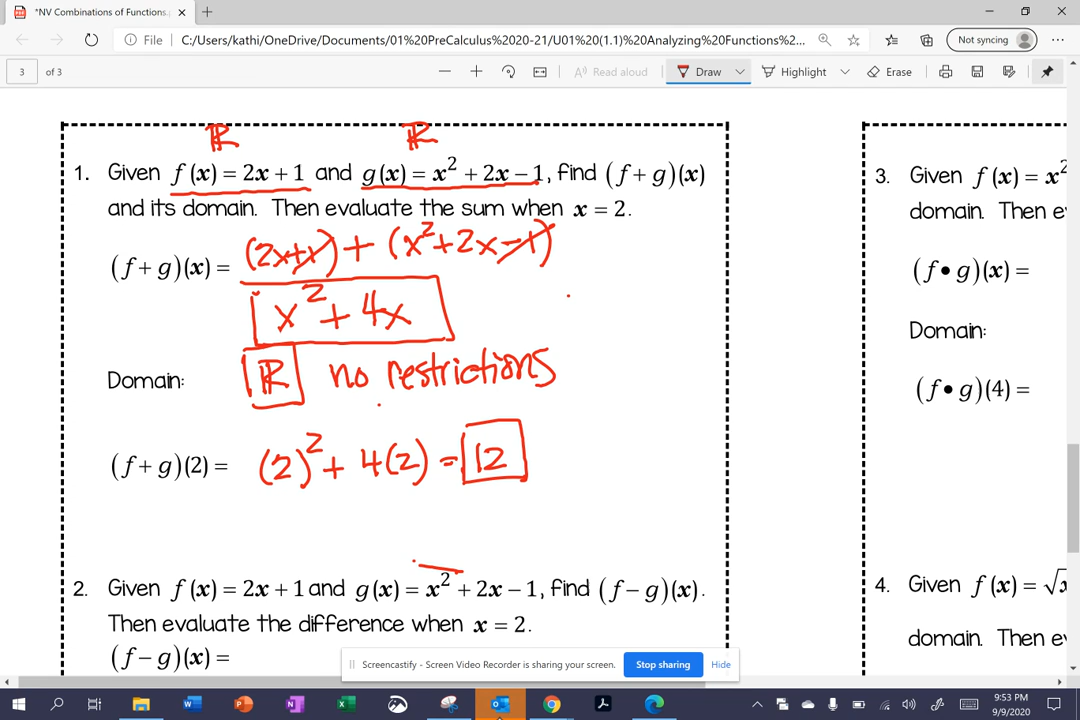 *NV Combinations of Functions.p
File C:/Users/kathi/OneDrive/Documents/01%20PreCalculus%2020-21/U01%20(1.1)%20Analyzing%20Functions%2... Not syncing
3 of 3 Read aloud Draw Highlight Erase
ℝ ℝ
1. Given f(x) = 2x + 1 and g(x) = x² + 2x − 1, find (f + g)(x)
and its domain. Then evaluate the sum when x = 2.
(f + g)(x) = (2x+1) + (x²+2x−1)
x² + 4x
Domain: ℝ no restrictions
(f + g)(2) = (2)² + 4(2) = 12
2. Given f(x) = 2x + 1 and g(x) = x² + 2x − 1, find (f − g)(x).
Then evaluate the difference when x = 2.
(f − g)(x) =
3. Given f(x) = x²
domain. Then e
(f • g)(x) =
Domain:
(f • g)(4) =
4. Given f(x) = √x
domain. Then e
Screencastify - Screen Video Recorder is sharing your screen. Stop sharing Hide
9:53 PM
9/9/2020